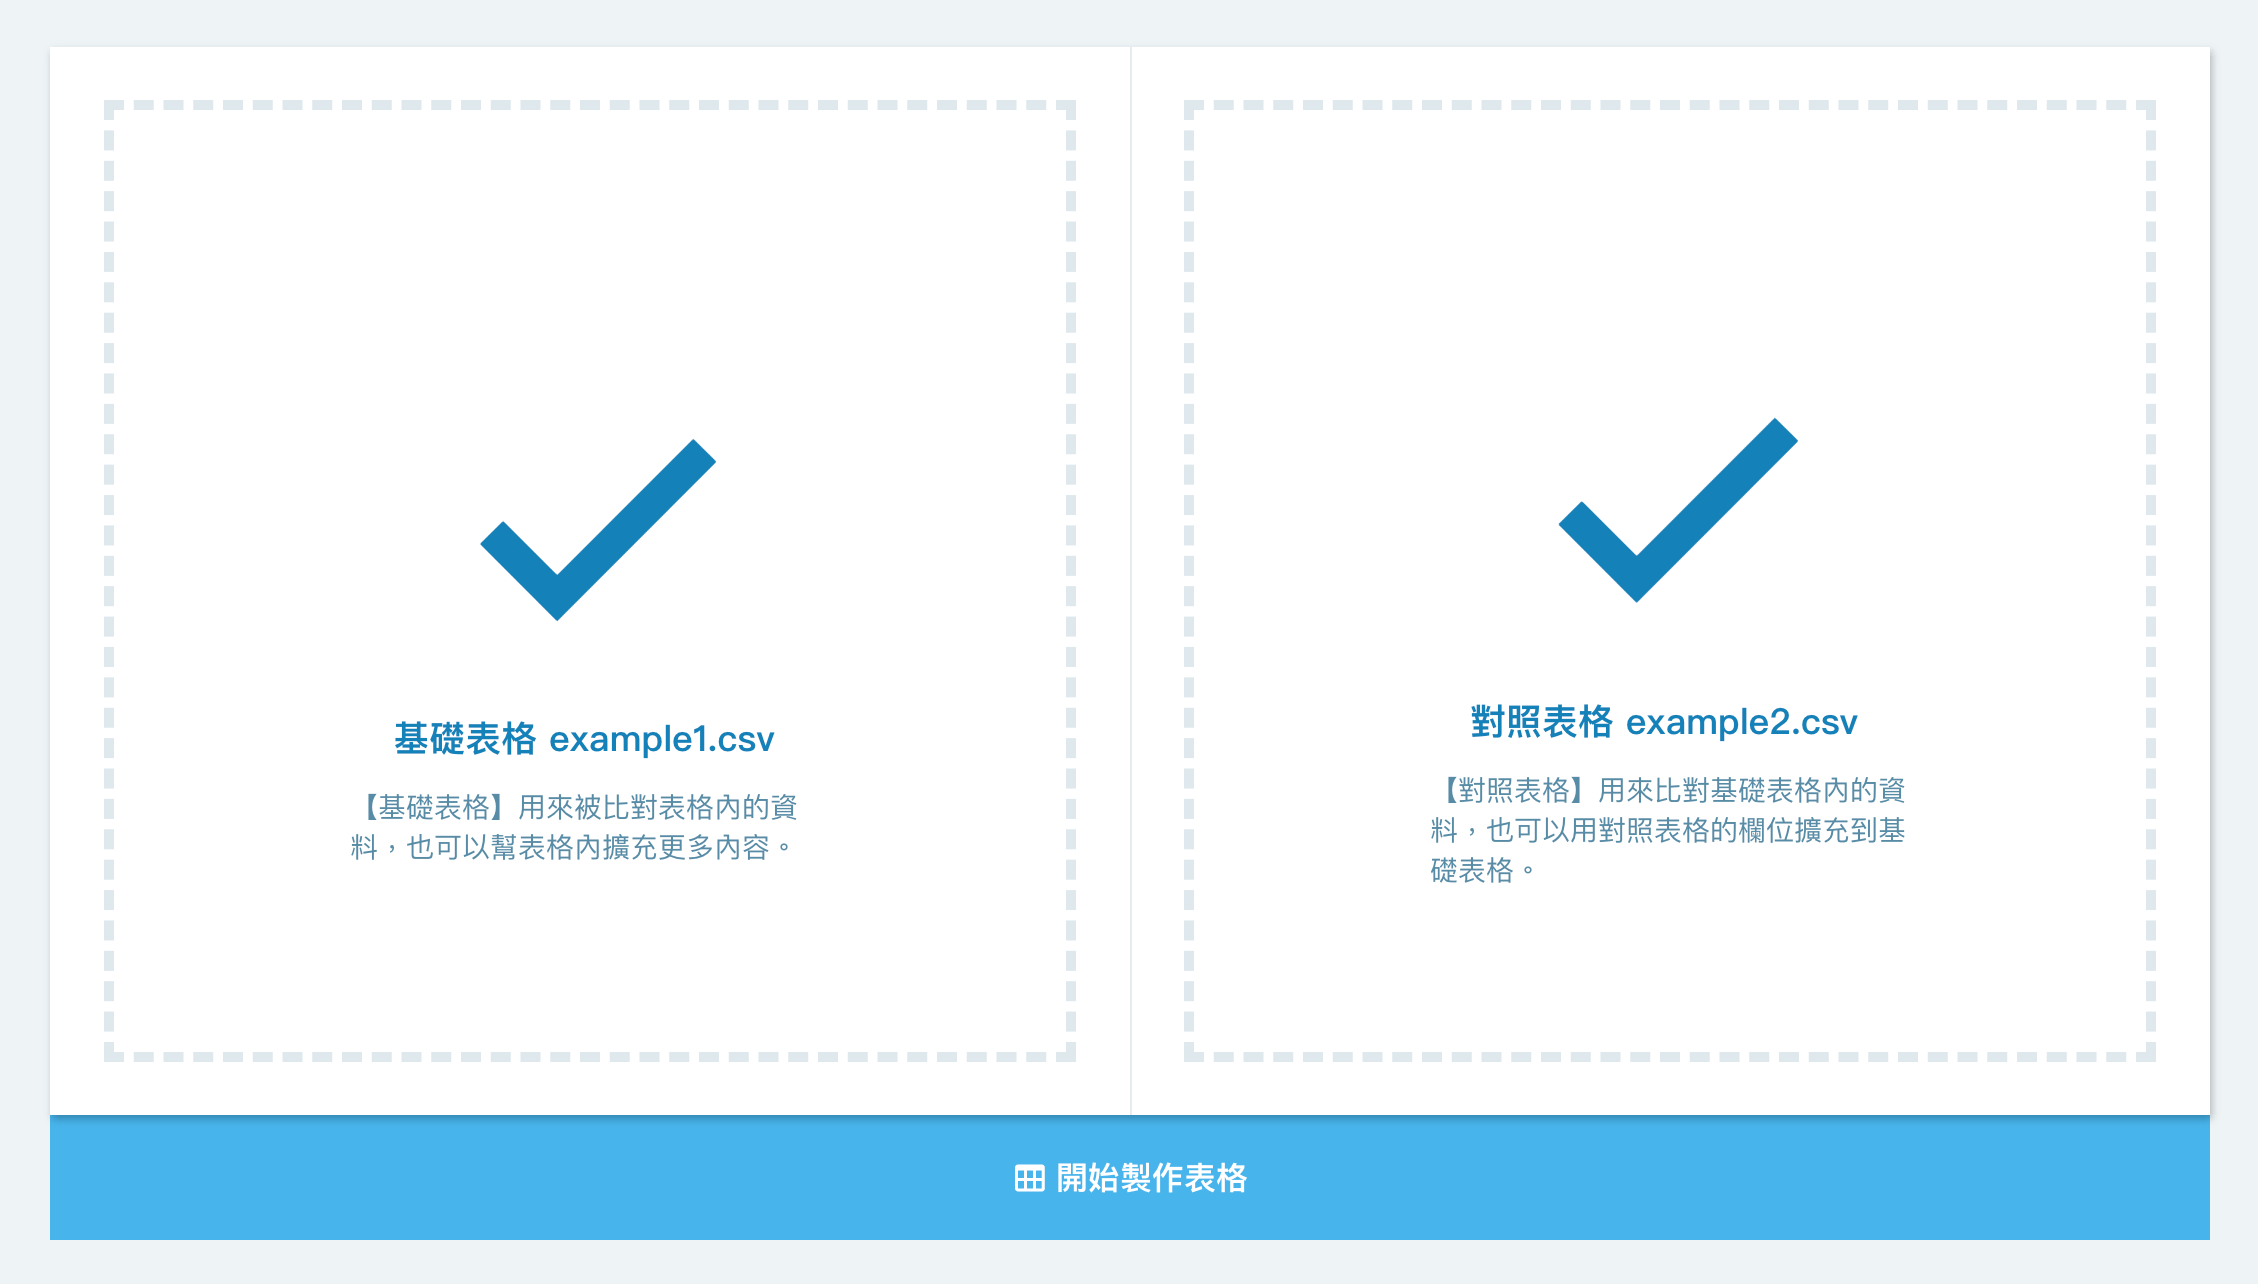 基礎表格 example1.csv
【基礎表格】用來被比對表格內的資
料，也可以幫表格內擴充更多內容。
對照表格 example2.csv
【對照表格】用來比對基礎表格內的資
料，也可以用對照表格的欄位擴充到基
礎表格。
開始製作表格